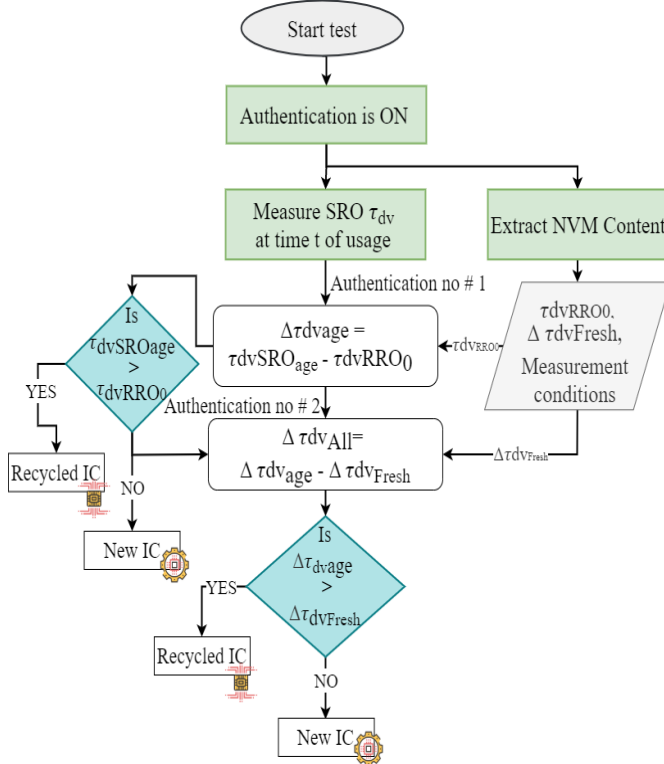 Start test
Authentication is ON
Measure SRO τdv
at time t of usage
Extract NVM Content
Authentication no # 1
Δτdvage =
τdvSROage - τdvRRO0
τdvRRO0
τdvRRO0,
Δ τdvFresh,
Measurement
conditions
Is
τdvSROage
>
τdvRRO0
YES
Recycled IC
NO
New IC
Authentication no # 2
Δ τdvAll=
Δ τdvage - Δ τdvFresh
ΔτdvFresh
Is
Δτdvage
>
ΔτdvFresh
YES
Recycled IC
NO
New IC